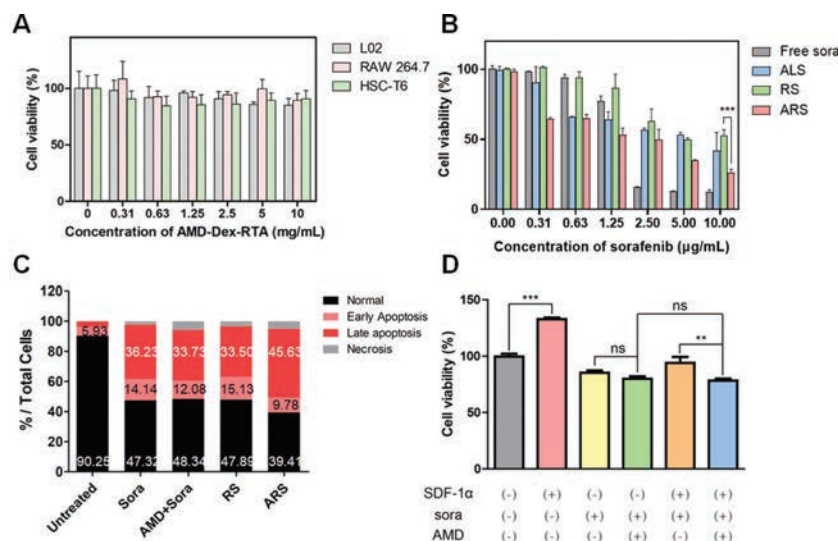 A
L02
RAW 264.7
HSC-T6
Cell viability (%)
100
50
0
0 0.31 0.63 1.25 2.5 5 10
Concentration of AMD-Dex-RTA (mg/mL)
B
Free sora
ALS
RS
ARS
***
Cell viability (%)
100
50
0
0.00 0.31 0.63 1.25 2.50 5.00 10.00
Concentration of sorafenib (μg/mL)
C
Normal
Early Apoptosis
Late apoptosis
Necrosis
% / Total Cells
120
100
80
60
40
20
0
5.93
36.23 33.73 33.50 45.63
14.14 12.08 15.13 9.78
90.25 47.32 48.34 47.89 39.41
Untreated Sora AMD+Sora RS ARS
D
Cell viability (%)
150
100
50
0
*** ns ns **
SDF-1α (-) (+) (-) (-) (+) (+)
sora (-) (-) (+) (+) (+) (+)
AMD (-) (-) (-) (+) (-) (+)